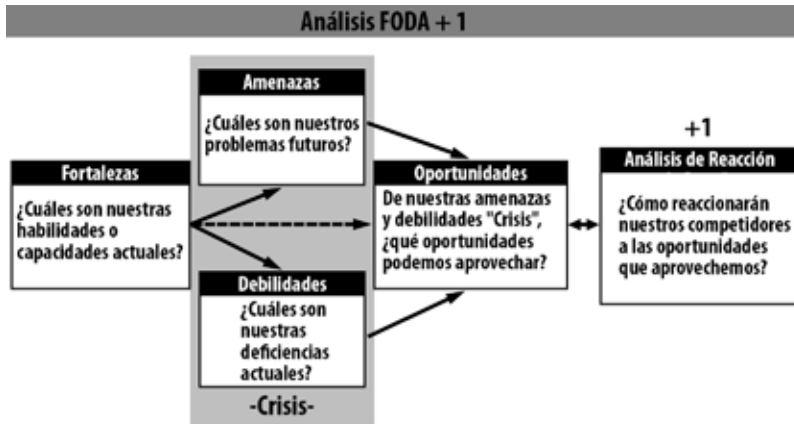 Análisis FODA + 1
Amenazas
¿Cuáles son nuestros
problemas futuros?
Fortalezas
¿Cuáles son nuestras
habilidades o
capacidades actuales?
Oportunidades
De nuestras amenazas
y debilidades "Crisis",
¿qué oportunidades
podemos aprovechar?
+1
Análisis de Reacción
¿Cómo reaccionarán
nuestros competidores
a las oportunidades
que aprovechemos?
Debilidades
¿Cuáles son
nuestras
deficiencias
actuales?
-Crisis-